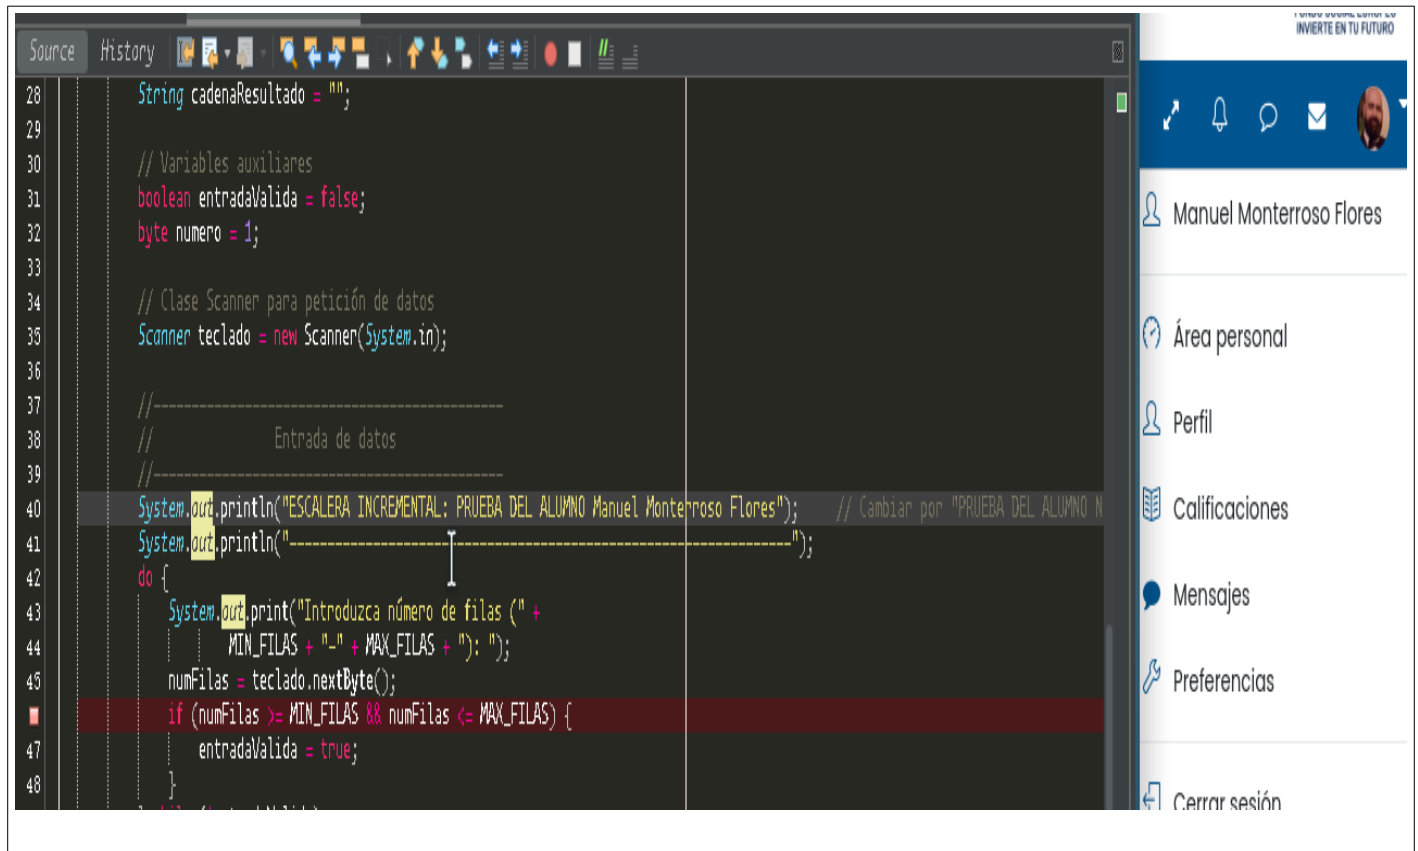 INVIERTE EN TU FUTURO
Source History
28 String cadenaResultado = "";
29
30 // Variables auxiliares
31 boolean entradaValida = false;
32 byte numero = 1;
33
34 // Clase Scanner para petición de datos
35 Scanner teclado = new Scanner(System.in);
36
37 //----------------------------------------------
38 // Entrada de datos
39 //----------------------------------------------
40 System.out.println("ESCALERA INCREMENTAL: PRUEBA DEL ALUMNO Manuel Monterroso Flores"); // Cambiar por "PRUEBA DEL ALUMNO N
41 System.out.println("------------------------------------------------------------------");
42 do {
43 System.out.print("Introduzca número de filas (" +
44 MIN_FILAS + "-" + MAX_FILAS + "): ");
45 numFilas = teclado.nextByte();
if (numFilas >= MIN_FILAS && numFilas <= MAX_FILAS) {
47 entradaValida = true;
48 }
Manuel Monterroso Flores
Área personal
Perfil
Calificaciones
Mensajes
Preferencias
Cerrar sesión